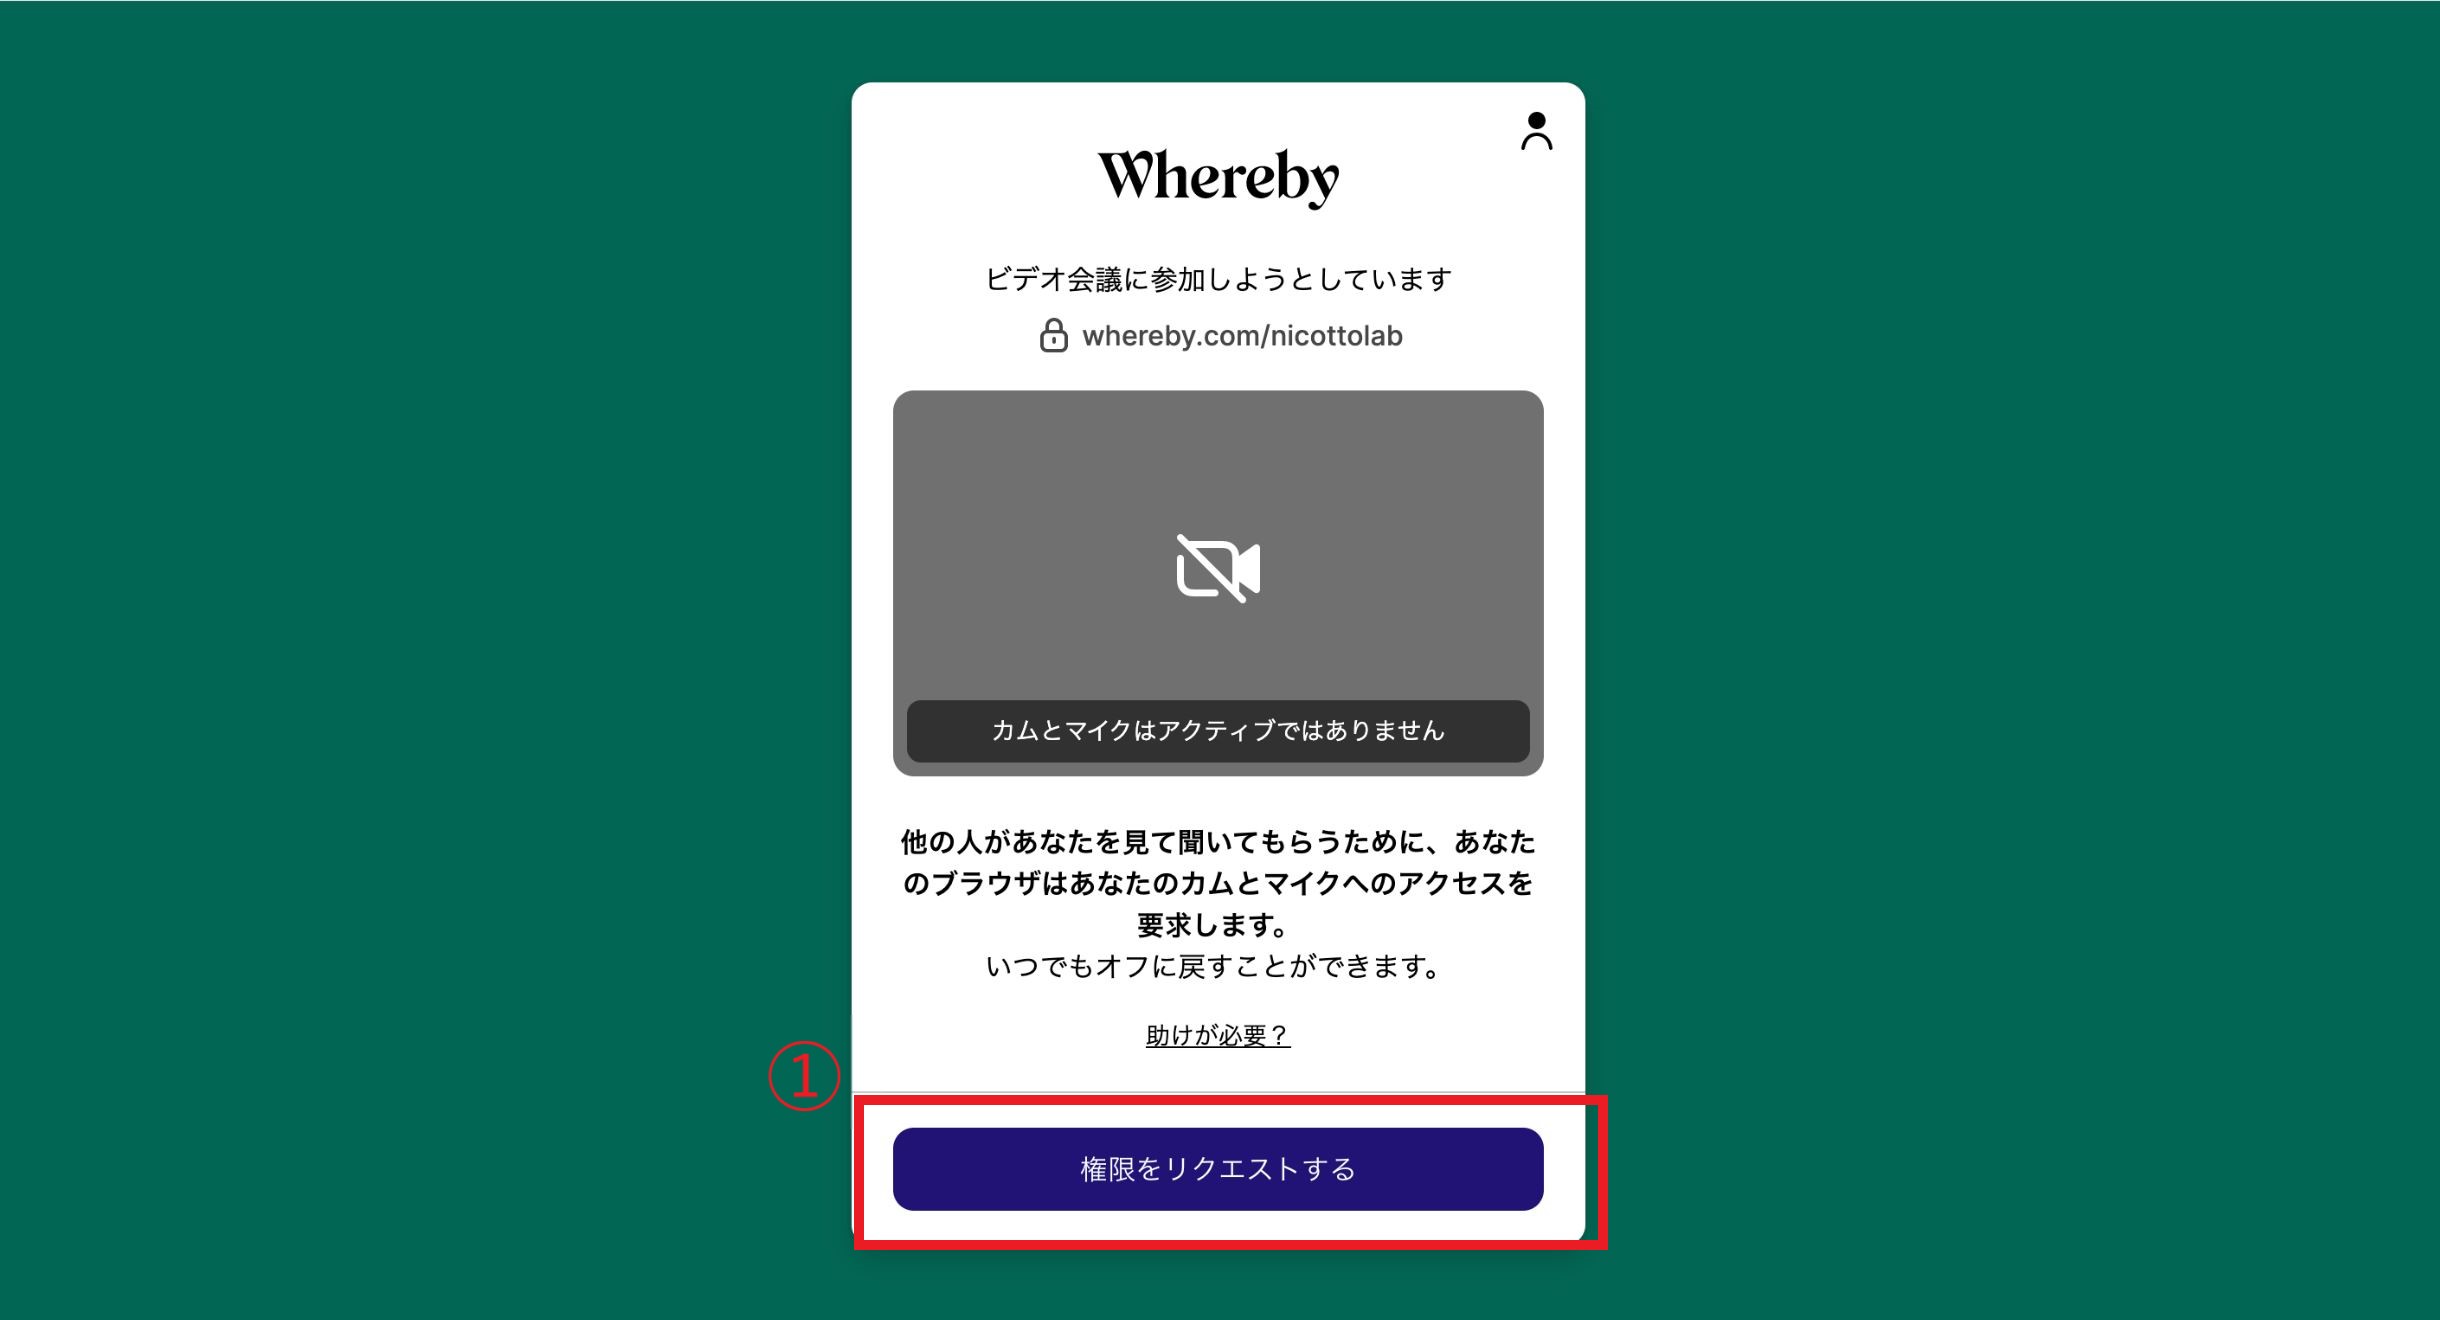 Whereby
ビデオ会議に参加しようとしています
whereby.com/nicottolab
カムとマイクはアクティブではありません
他の人があなたを見て聞いてもらうために、あなた
のブラウザはあなたのカムとマイクへのアクセスを
要求します。
いつでもオフに戻すことができます。
助けが必要？
①
権限をリクエストする